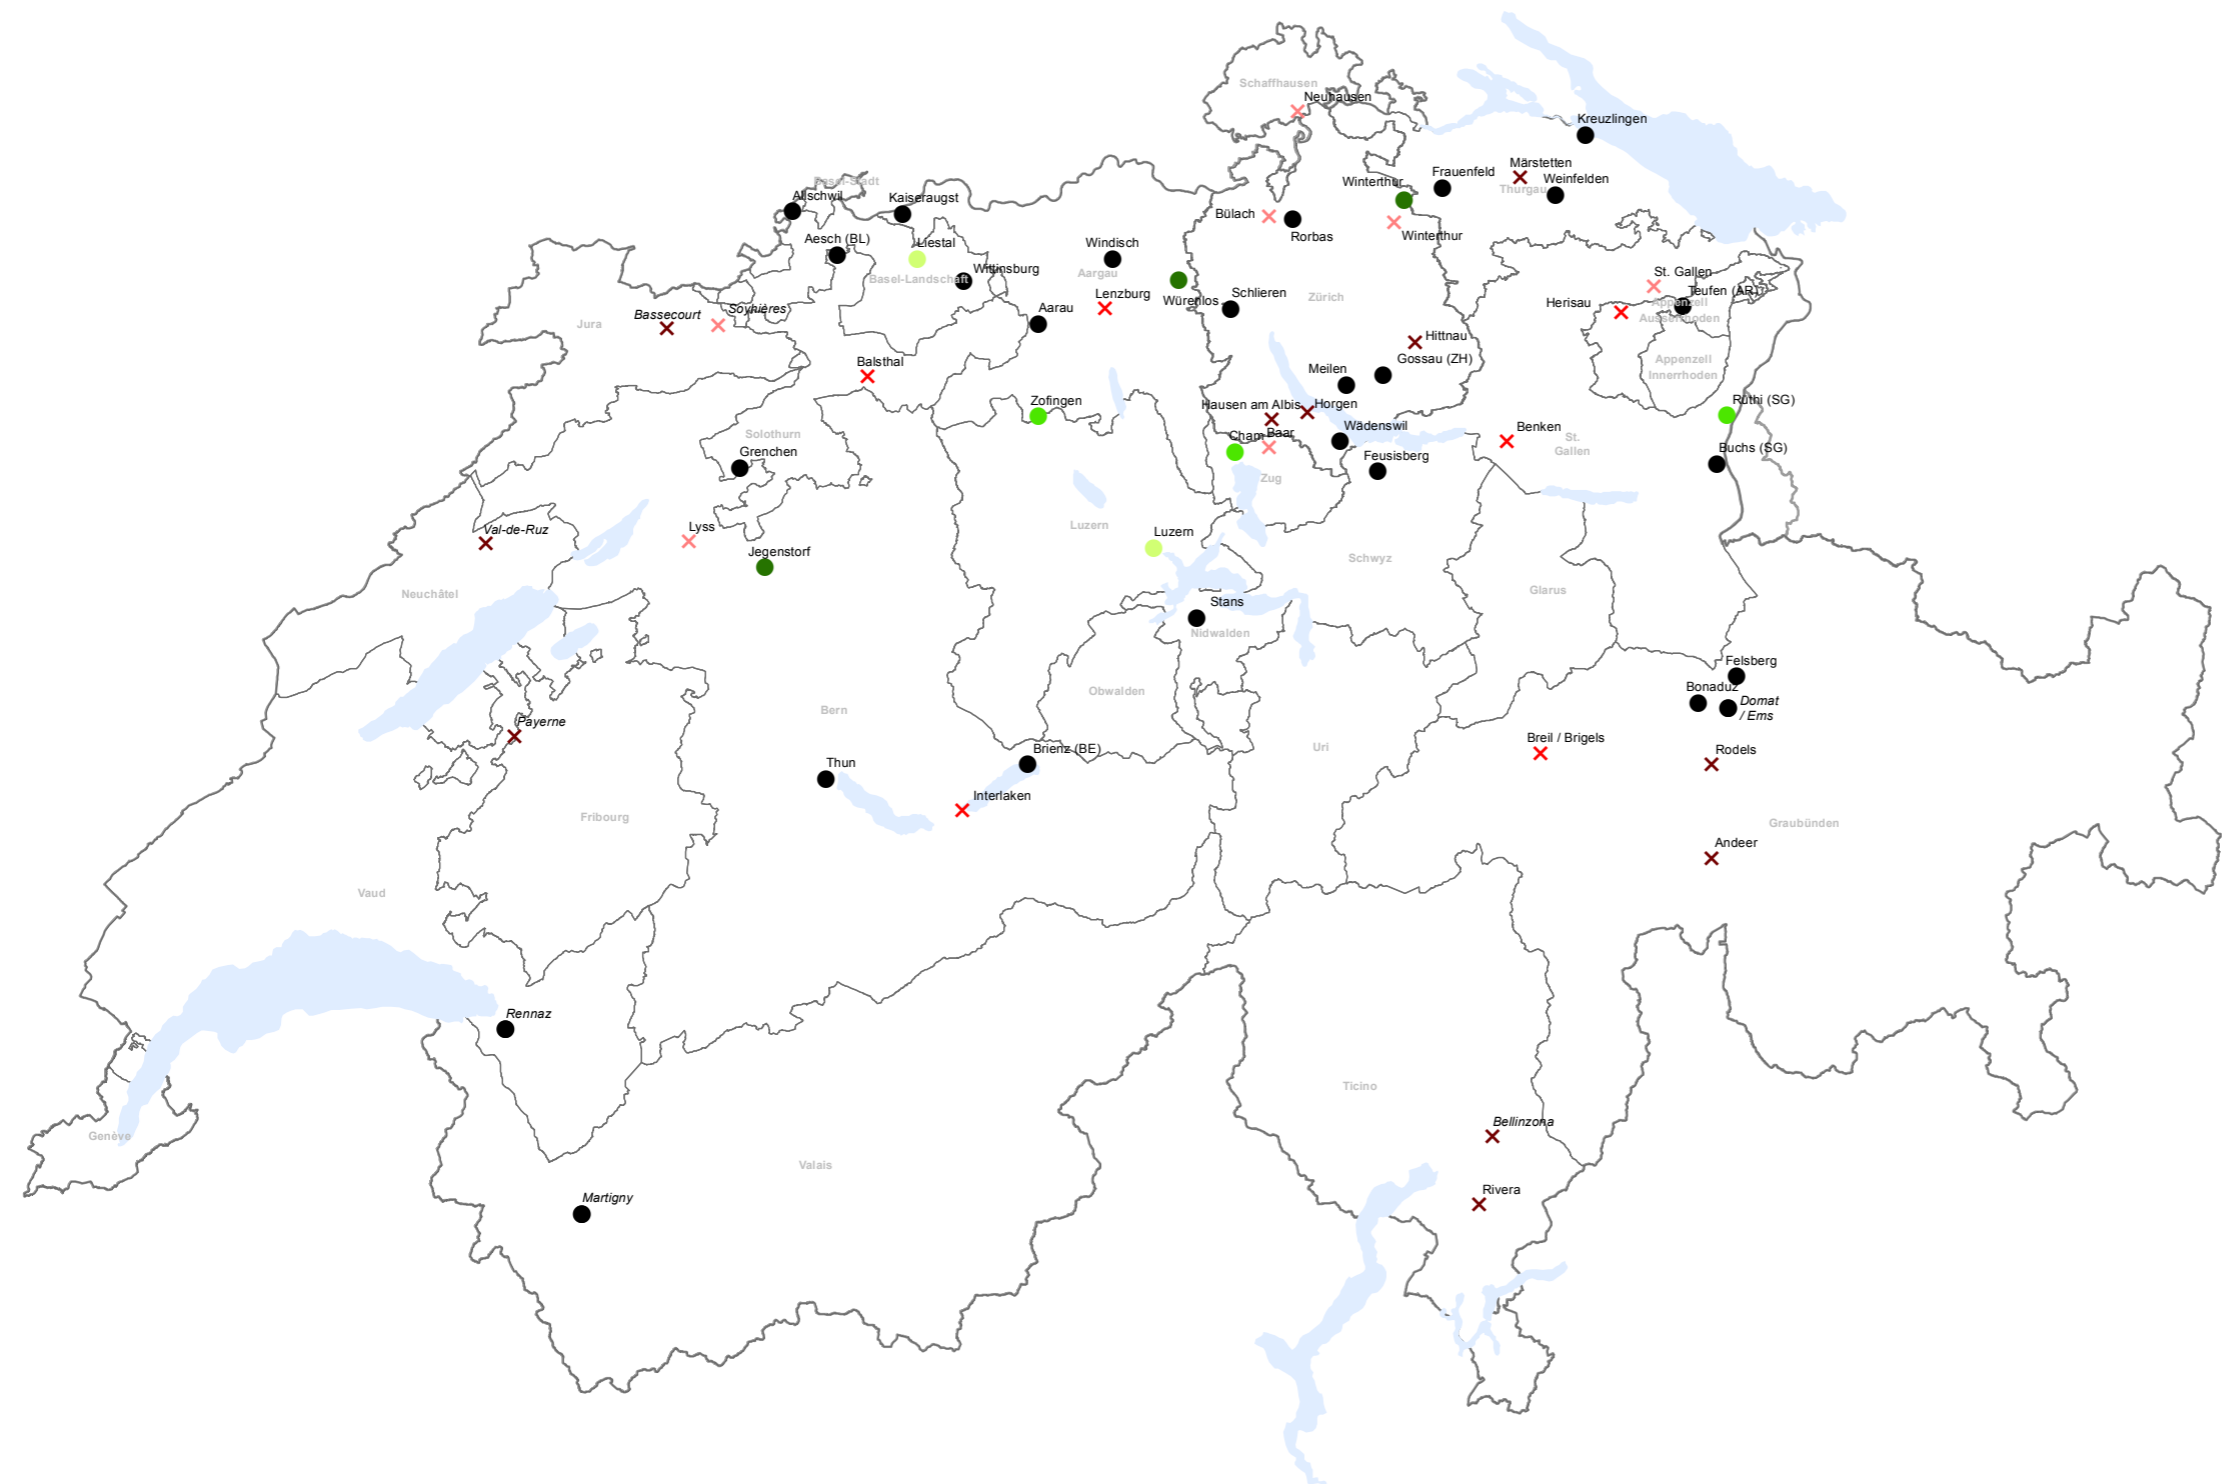 Schaffhausen
Neuhausen
Kreuzlingen
Märstetten
Frauenfeld
Weinfelden
Winterthur
Thurgau
Basel-Stadt
Allschwil
Kaiseraugst
Bülach
Rorbas
Winterthur
Aesch (BL)
Liestal
Windisch
Wittinsburg
Aargau
Basel-Landschaft
St. Gallen
Teufen (AR)
Lenzburg
Würenlos
Schlieren
Zürich
Herisau
Appenzell
Ausserrhoden
Soyhières
Bassecourt
Jura
Aarau
Hittnau
Gossau (ZH)
Appenzell
Innerrhoden
Balsthal
Meilen
Zofingen
Hausen am Albis
Horgen
Rüthi (SG)
Solothurn
Cham
Baar
Wädenswil
Benken
St.
Gallen
Grenchen
Feusisberg
Buchs (SG)
Zug
Val-de-Ruz
Lyss
Luzern
Luzern
Jegenstorf
Schwyz
Neuchâtel
Glarus
Stans
Nidwalden
Felsberg
Bonaduz
Obwalden
Domat
/ Ems
Bern
Payerne
Breil / Brigels
Brienz (BE)
Uri
Rodels
Thun
Interlaken
Fribourg
Graubünden
Andeer
Vaud
Rennaz
Ticino
Bellinzona
Genève
Valais
Rivera
Martigny